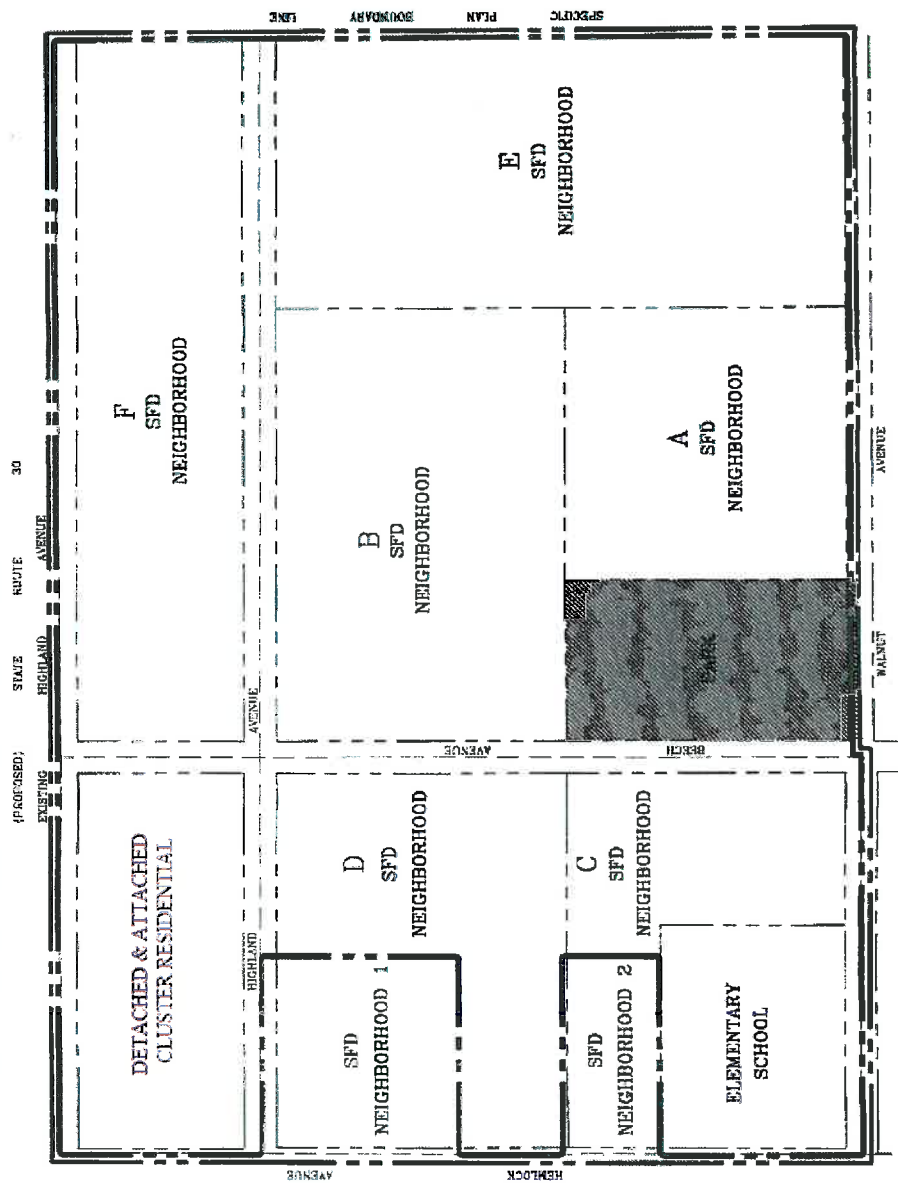 SPECIFIC PLAN BOUNDARY LINE
(PROPOSED) STATE ROUTE 30
EXISTING HIGHLAND AVENUE
DETACHED & ATTACHED
CLUSTER RESIDENTIAL
F
SFD
NEIGHBORHOOD
HIGHLAND AVENUE
SFD
NEIGHBORHOOD 1
D
SFD
NEIGHBORHOOD
B
SFD
NEIGHBORHOOD
E
SFD
NEIGHBORHOOD
SFD
NEIGHBORHOOD 2
C
SFD
NEIGHBORHOOD
PARK
A
SFD
NEIGHBORHOOD
ELEMENTARY
SCHOOL
HEMLOCK AVENUE
BEECH AVENUE
WALNUT AVENUE